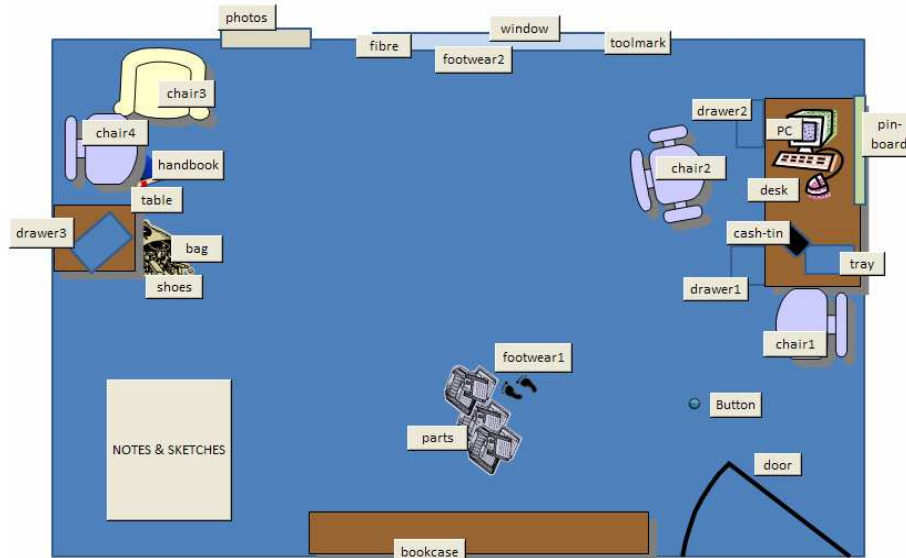 photos
window
fibre
toolmark
footwear2
chair3
drawer2
pin-
board
PC
chair4
handbook
chair2
desk
table
drawer3
cash-tin
bag
tray
shoes
drawer1
chair1
footwear1
Button
parts
NOTES & SKETCHES
door
bookcase